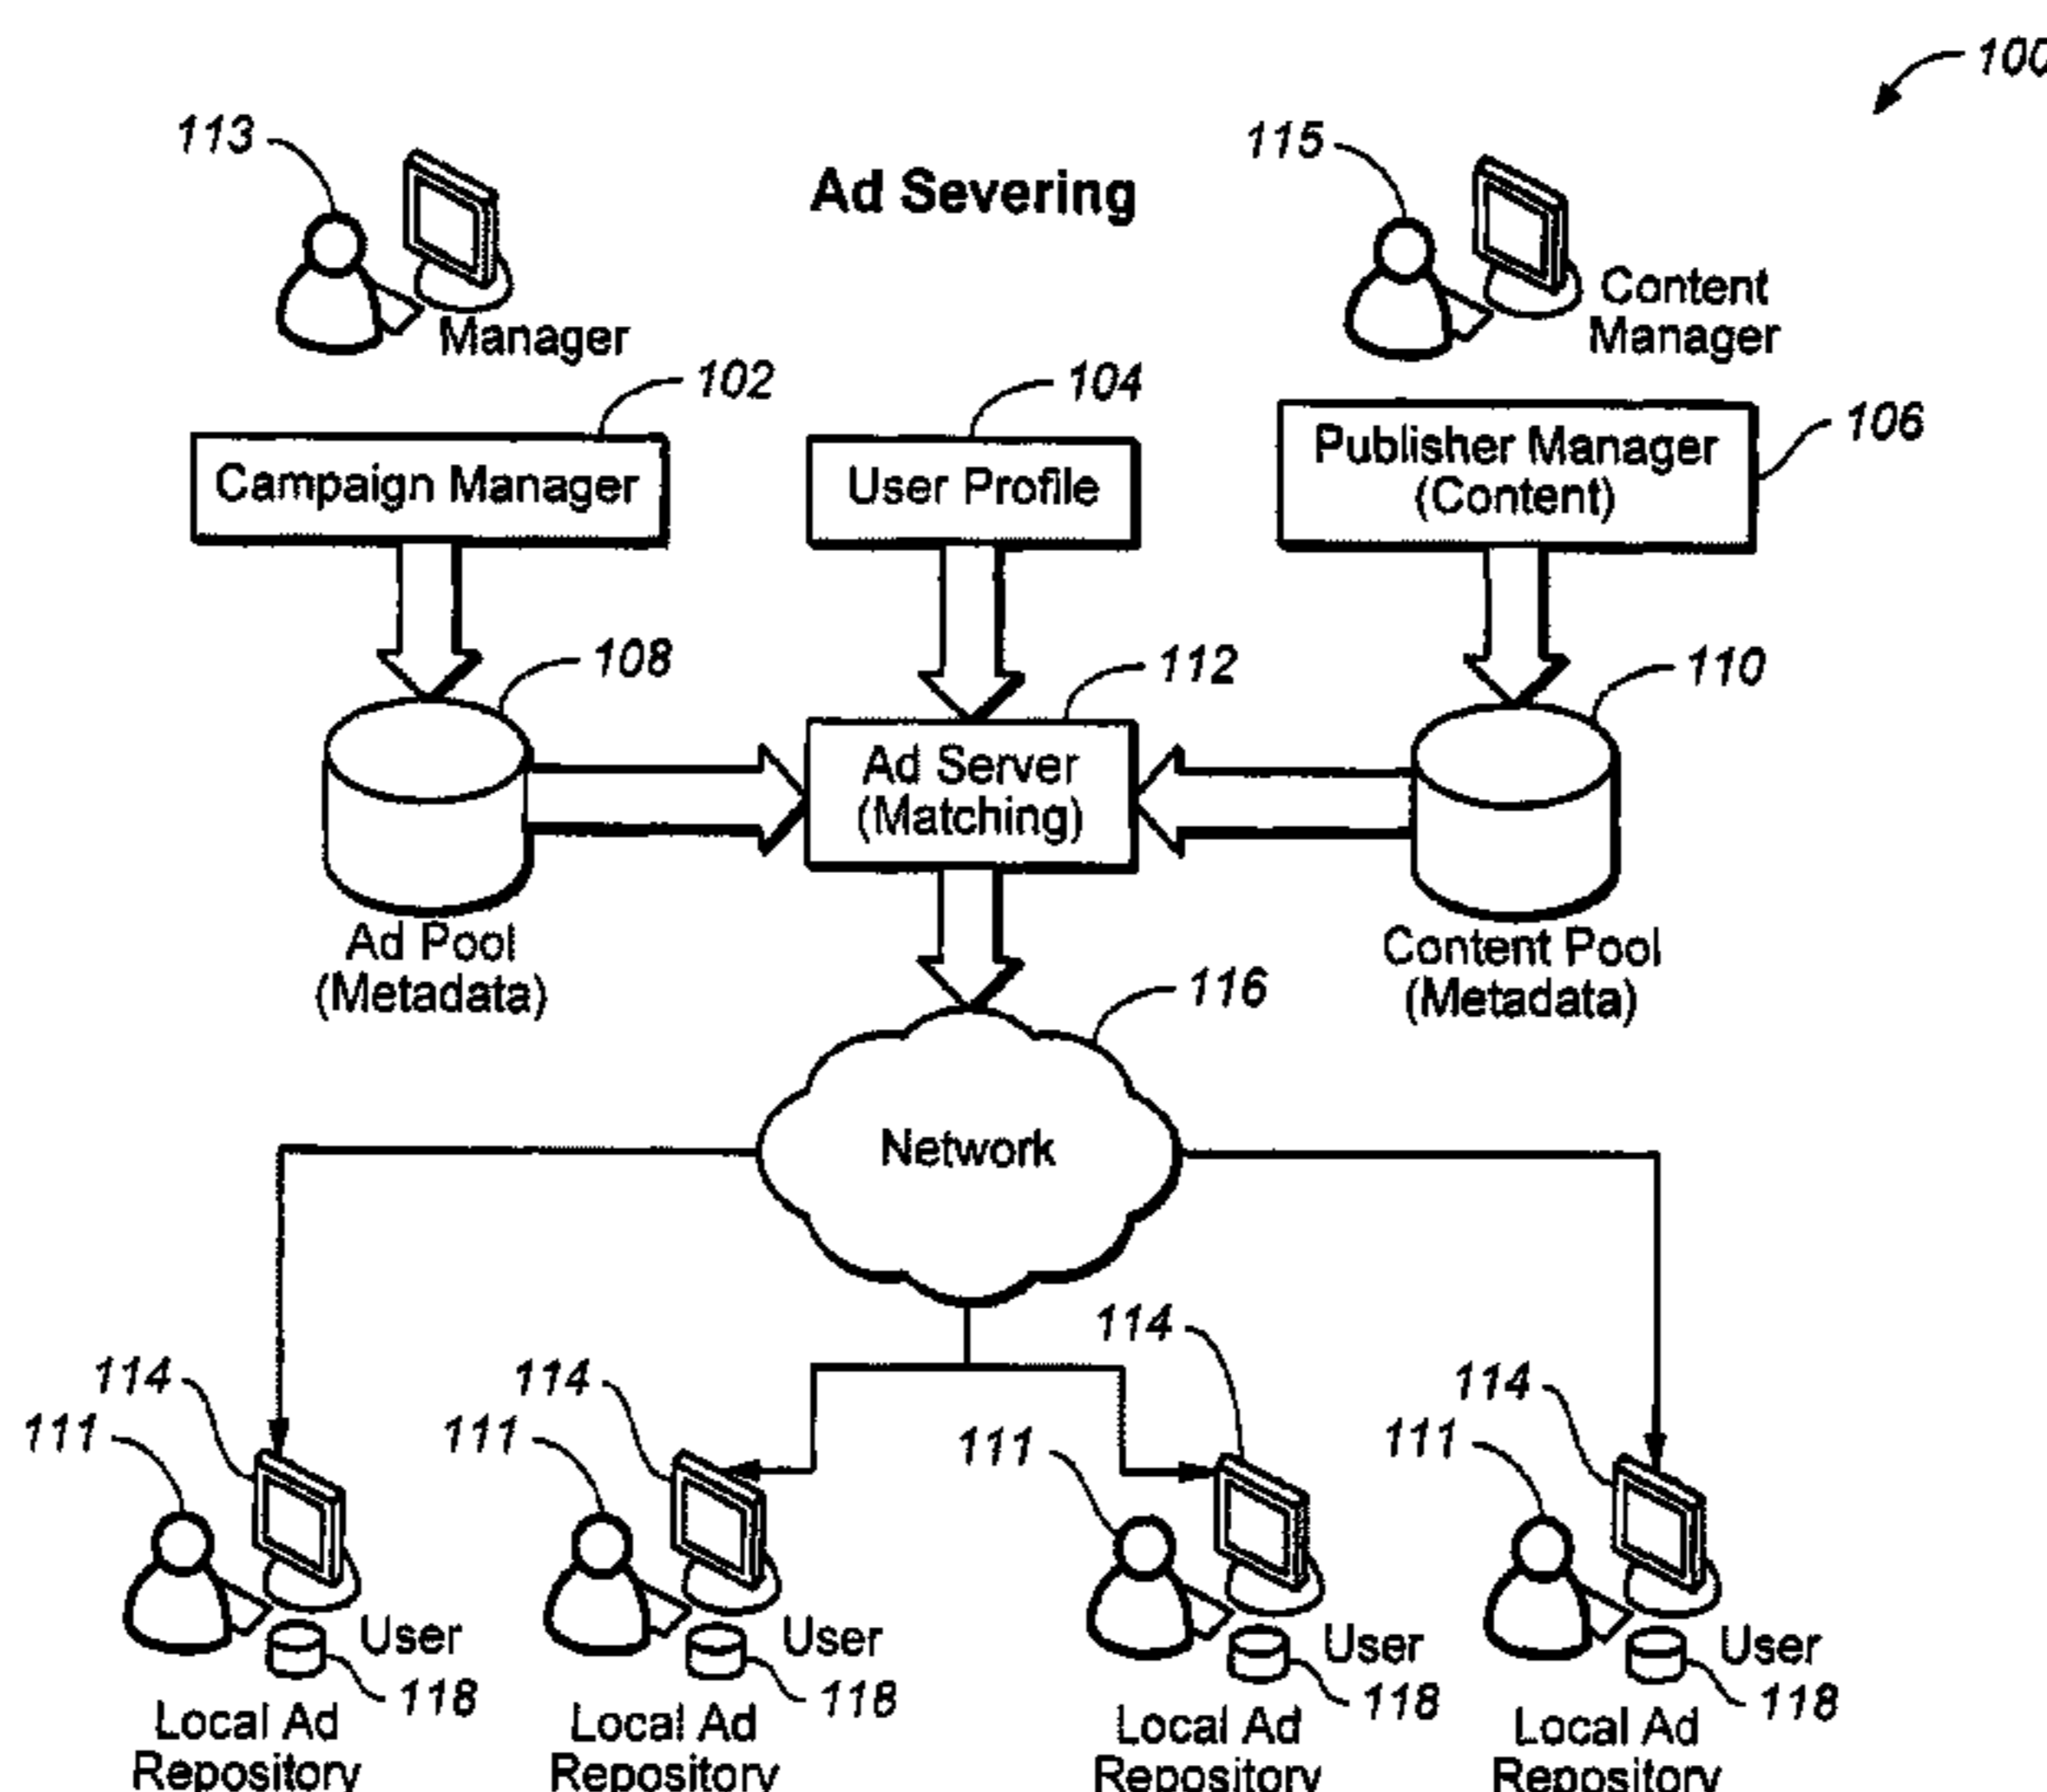 100
113
115
Ad Severing
Content
Manager
Manager
102
104
106
Campaign Manager
User Profile
Publisher Manager
(Content)
108
112
110
Ad Server
(Matching)
Ad Pool
(Metadata)
Content Pool
(Metadata)
116
Network
114
114
114
114
111
111
111
111
User
User
User
User
118
118
118
118
Local Ad
Repository
Local Ad
Repository
Local Ad
Repository
Local Ad
Repository